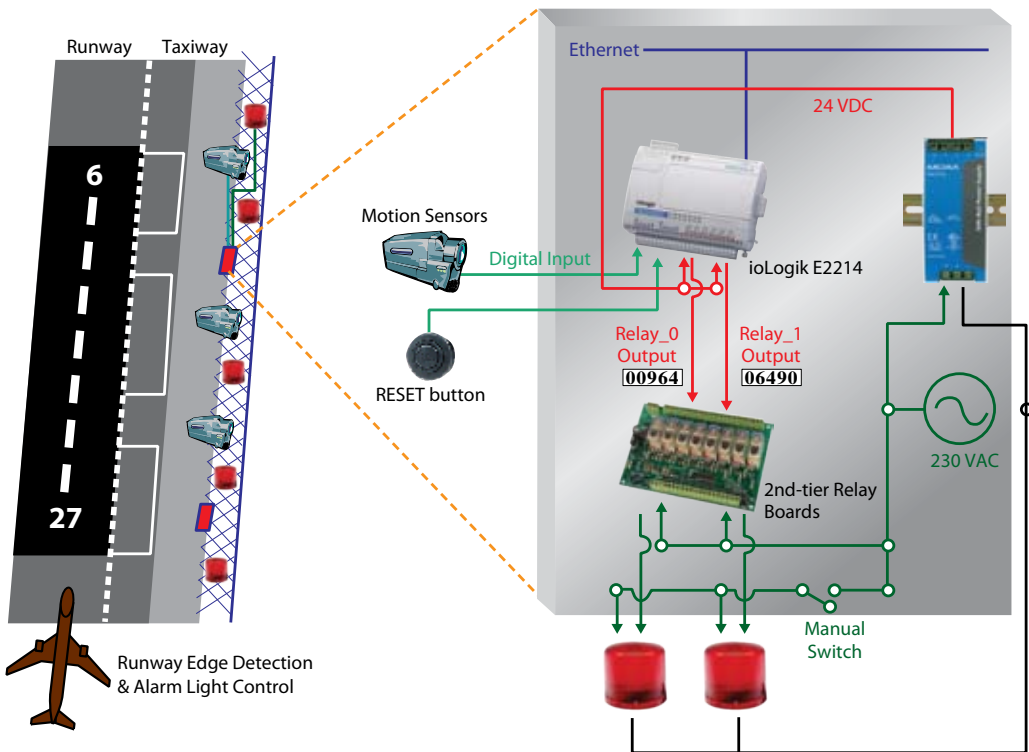 Runway
Taxiway
6
27
Runway Edge Detection
& Alarm Light Control
Ethernet
24 VDC
Motion Sensors
Digital Input
RESET button
ioLogik E2214
Relay_0
Output
00964
Relay_1
Output
06490
2nd-tier Relay
Boards
230 VAC
Manual
Switch